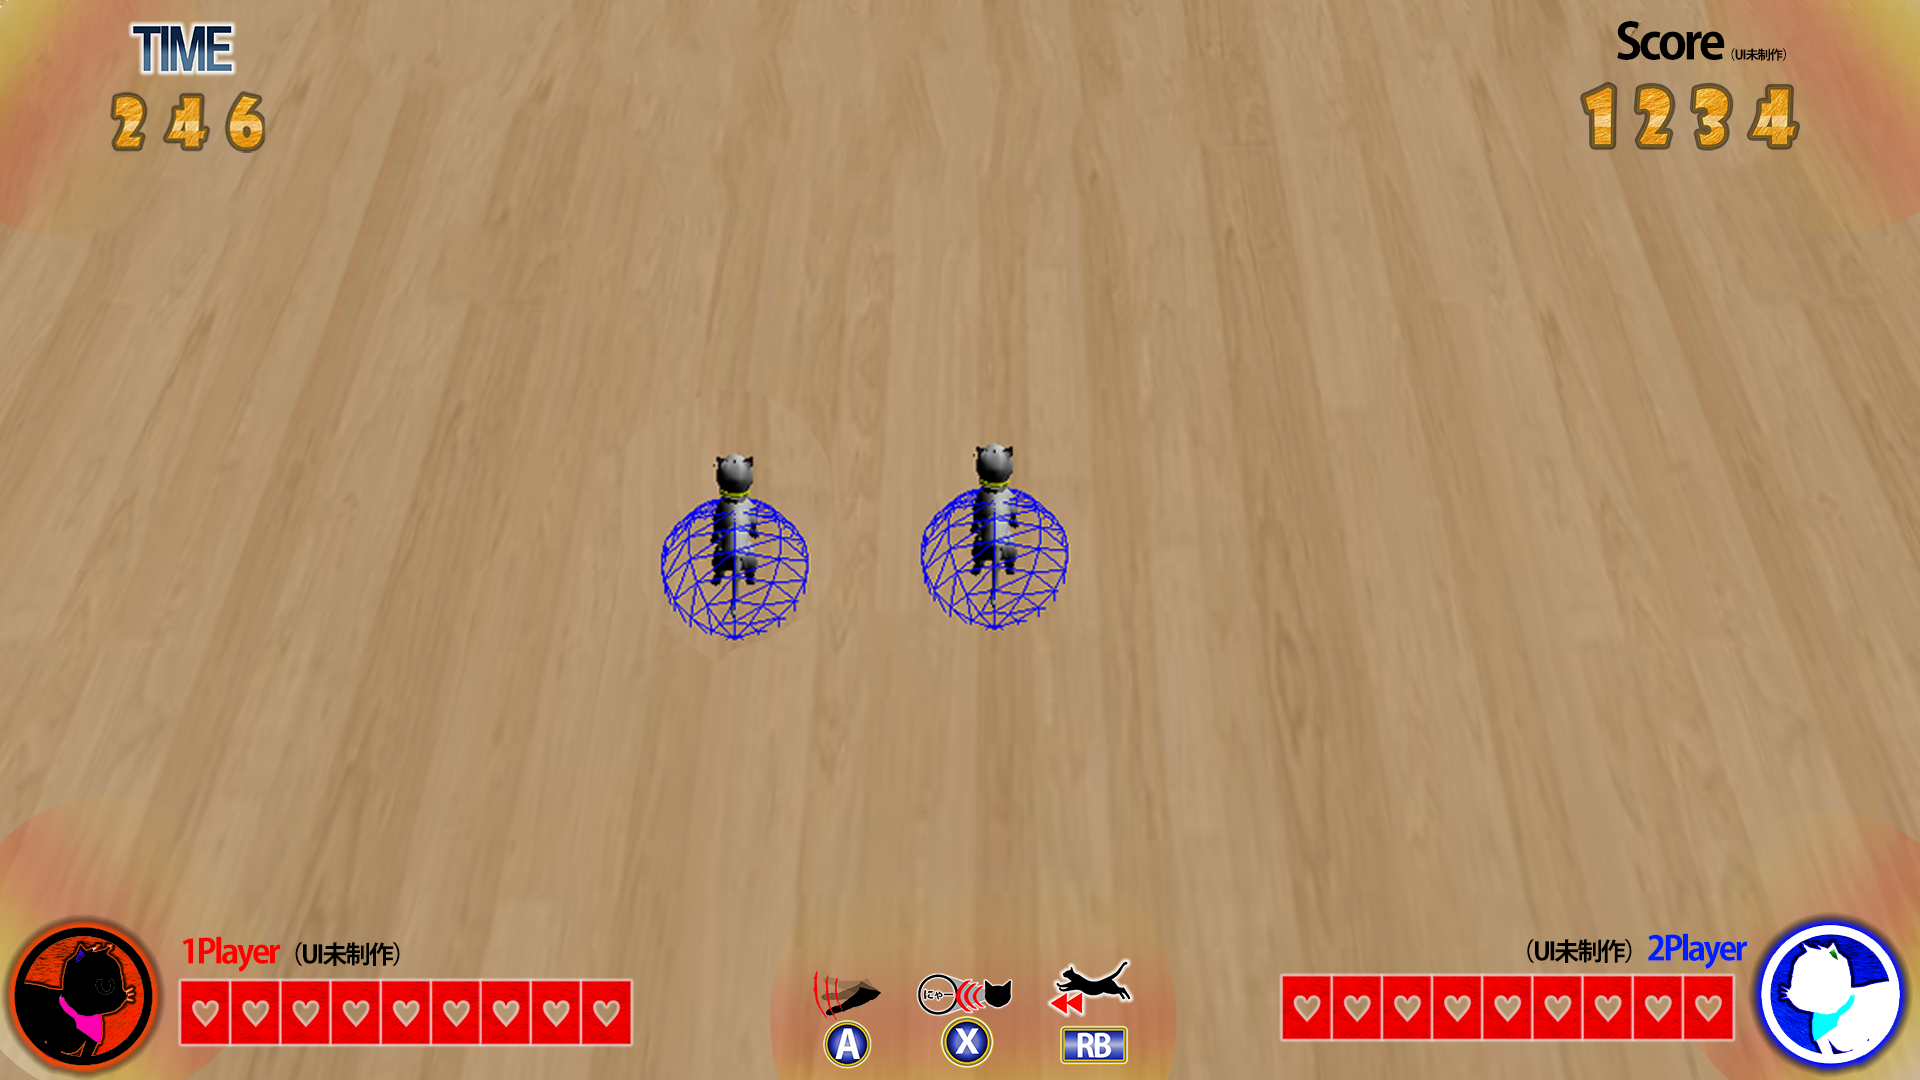 TIME
246
Score (UI未制作)
1234
1Player (UI未制作)
(UI未制作) 2Player
にゃー
A
X
RB